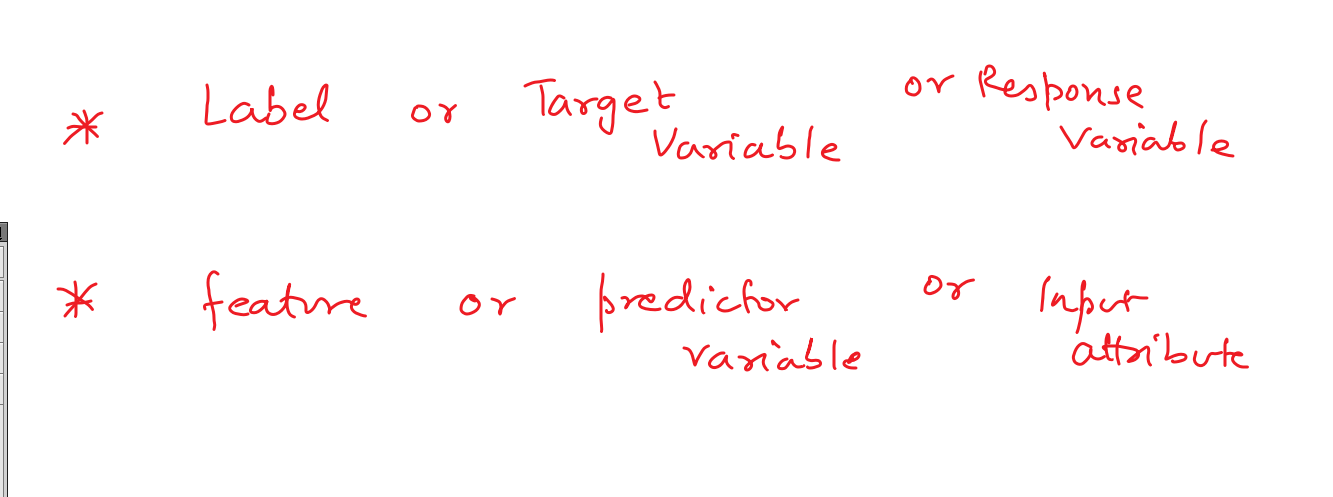 * Label or Target Variable or Response Variable
* feature or predictor variable or Input attribute